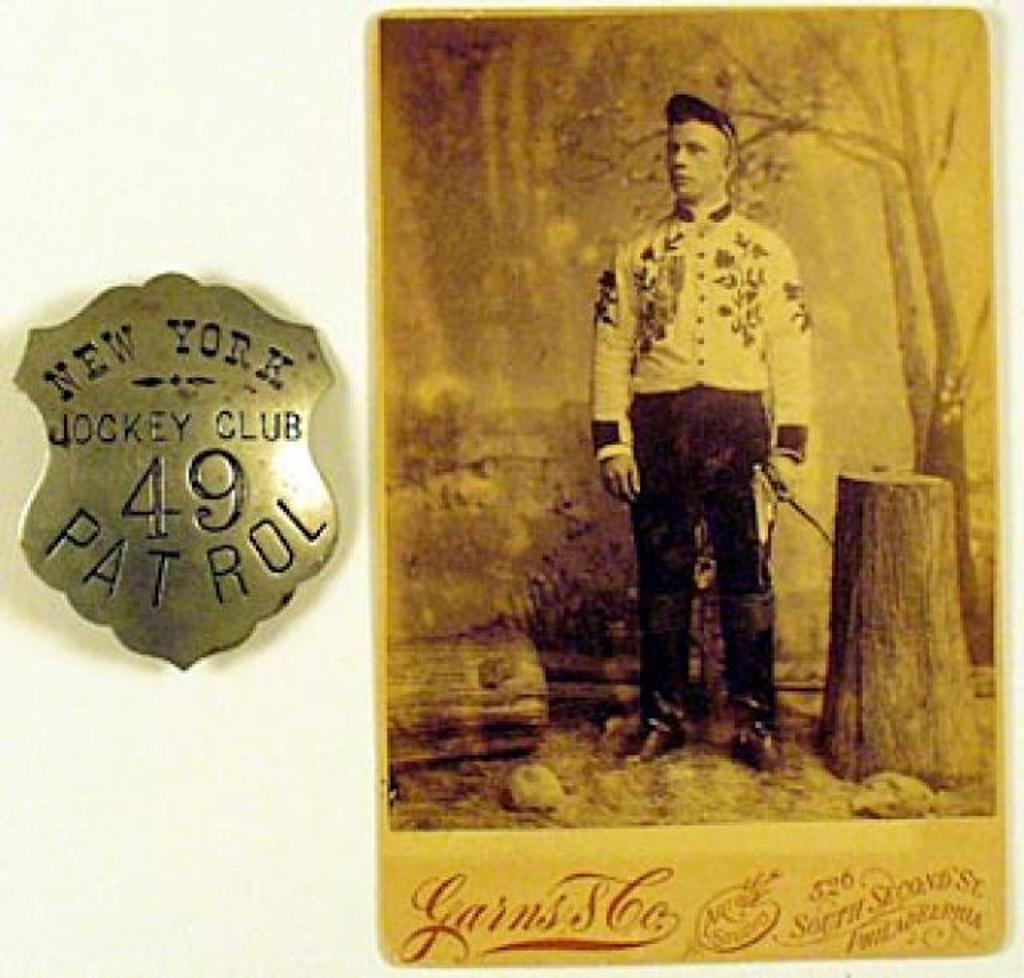 NEW YORK
JOCKEY CLUB
49
PATROL
Garns & Co.
526
SOUTH SECOND ST.
PHILADELPHIA